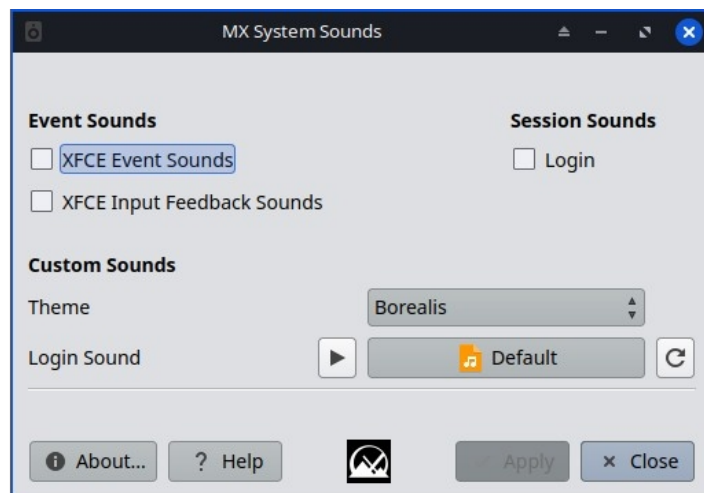 MX System Sounds
Event Sounds
Session Sounds
XFCE Event Sounds
Login
XFCE Input Feedback Sounds
Custom Sounds
Theme
Borealis
Login Sound
Default
About...
? Help
Apply
Close